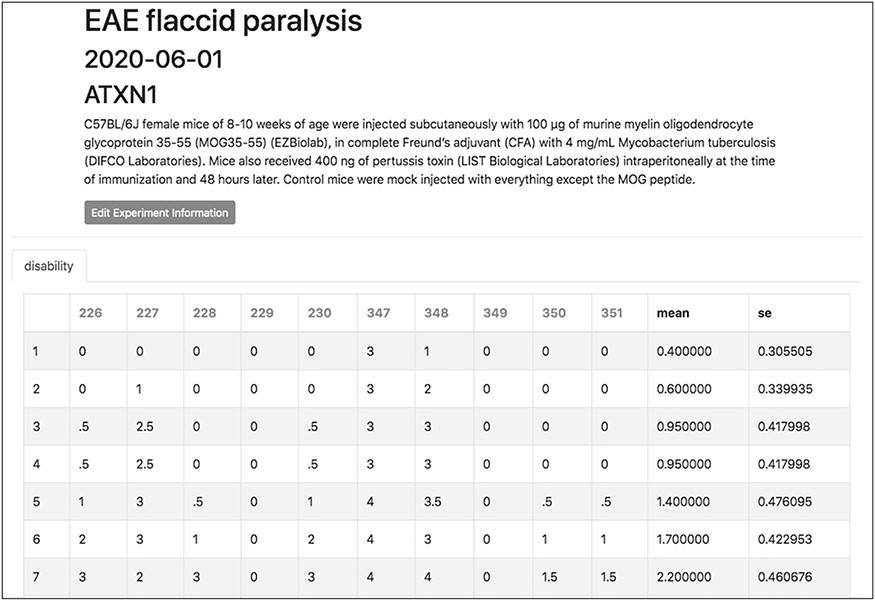 EAE flaccid paralysis
2020-06-01
ATXN1
C57BL/6J female mice of 8-10 weeks of age were injected subcutaneously with 100 μg of murine myelin oligodendrocyte
glycoprotein 35-55 (MOG35-55) (EZBiolab), in complete Freund's adjuvant (CFA) with 4 mg/mL Mycobacterium tuberculosis
(DIFCO Laboratories). Mice also received 400 ng of pertussis toxin (LIST Biological Laboratories) intraperitoneally at the time
of immunization and 48 hours later. Control mice were mock injected with everything except the MOG peptide.
Edit Experiment Information
disability
226 227 228 229 230 347 348 349 350 351 mean se
1 0 0 0 0 0 3 1 0 0 0 0.400000 0.305505
2 0 1 0 0 0 3 2 0 0 0 0.600000 0.339935
3 .5 2.5 0 0 .5 3 3 0 0 0 0.950000 0.417998
4 .5 2.5 0 0 .5 3 3 0 0 0 0.950000 0.417998
5 1 3 .5 0 1 4 3.5 0 .5 .5 1.400000 0.476095
6 2 3 1 0 2 4 3 0 1 1 1.700000 0.422953
7 3 2 3 0 3 4 4 0 1.5 1.5 2.200000 0.460676